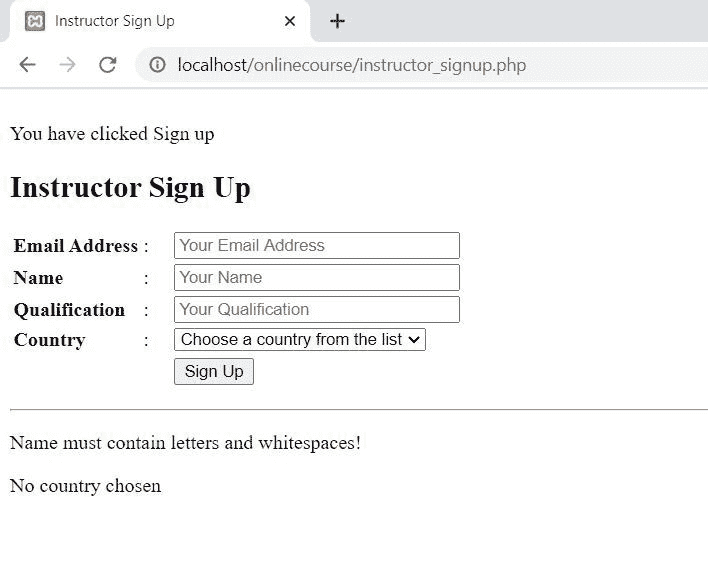 Instructor Sign Up
localhost/onlinecourse/instructor_signup.php
You have clicked Sign up
Instructor Sign Up
Email Address : Your Email Address
Name : Your Name
Qualification : Your Qualification
Country : Choose a country from the list
Sign Up
Name must contain letters and whitespaces!
No country chosen